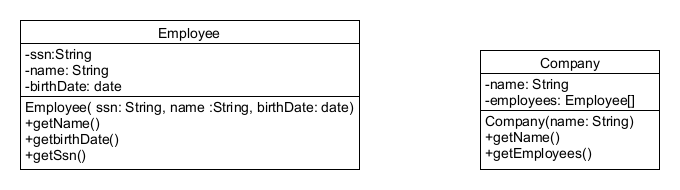 Employee
-ssn:String
-name: String
-birthDate: date
Employee( ssn: String, name :String, birthDate: date)
+getName()
+getbirthDate()
+getSsn()
Company
-name: String
-employees: Employee[]
Company(name: String)
+getName()
+getEmployees()